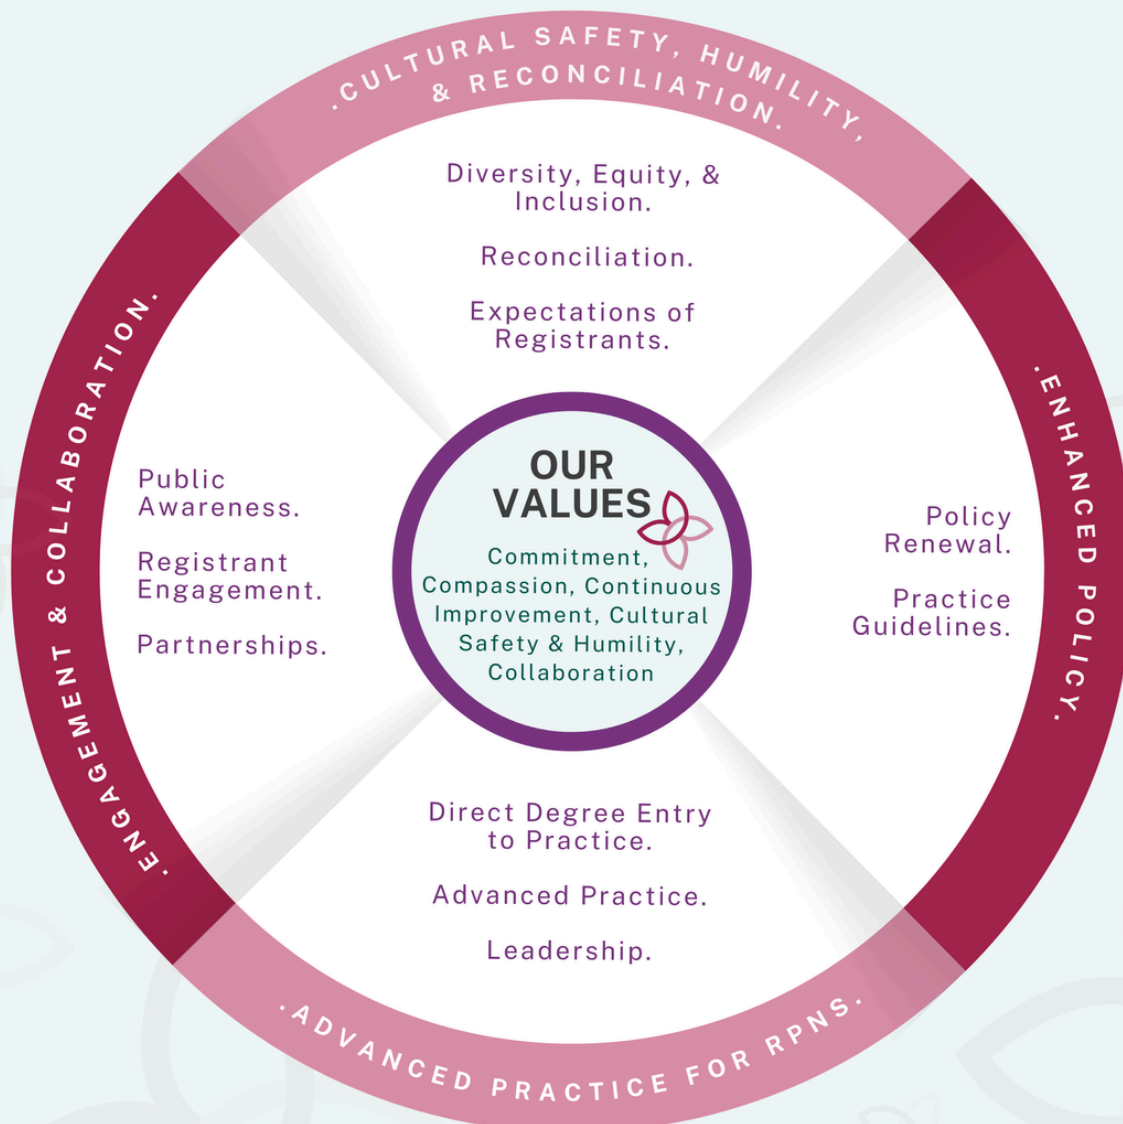 .CULTURAL SAFETY, HUMILITY,
& RECONCILIATION.
Diversity, Equity, &
Inclusion.
Reconciliation.
Expectations of
Registrants.
.ENGAGEMENT & COLLABORATION.
Public
Awareness.
Registrant
Engagement.
Partnerships.
OUR
VALUES
Commitment,
Compassion, Continuous
Improvement, Cultural
Safety & Humility,
Collaboration
.ENHANCED POLICY.
Policy
Renewal.
Practice
Guidelines.
Direct Degree Entry
to Practice.
Advanced Practice.
Leadership.
.ADVANCED PRACTICE FOR RPNS.